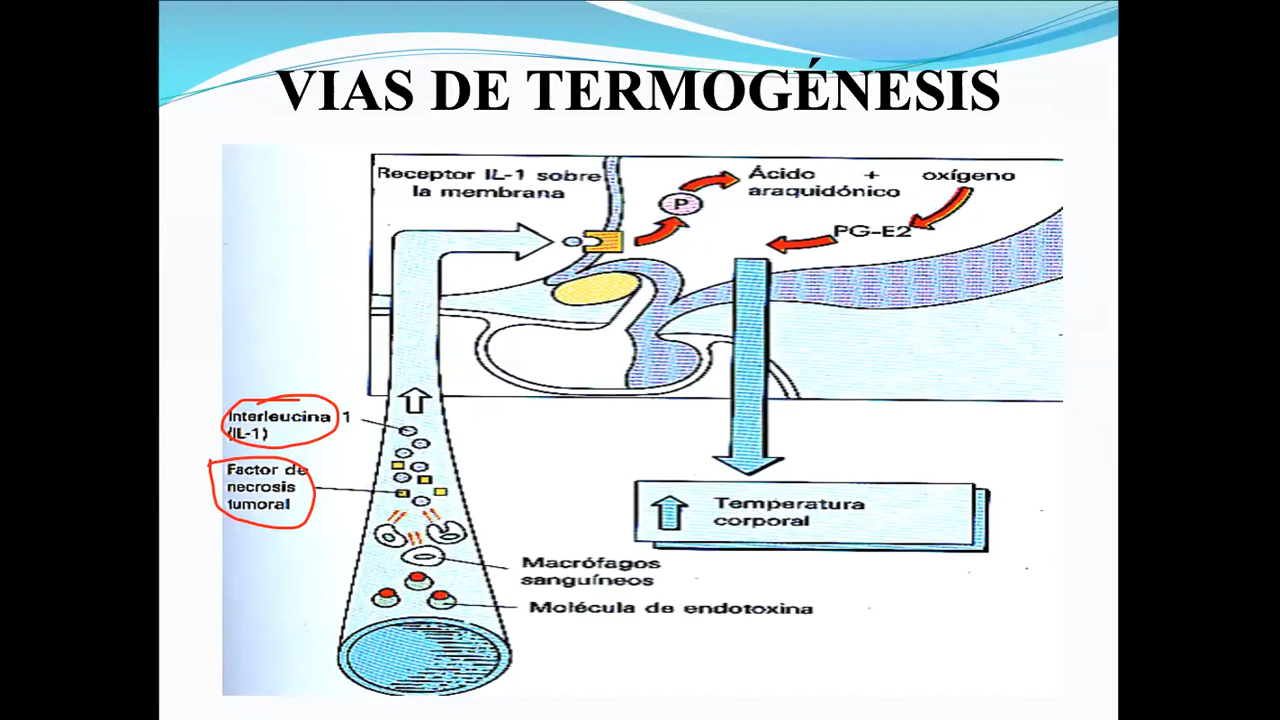 VIAS DE TERMOGÉNESIS
Receptor IL-1 sobre
la membrana
P
Ácido + oxígeno
araquidónico
PG-E2
Interleucina 1
(IL-1)
Factor de
necrosis
tumoral
Temperatura
corporal
Macrófagos
sanguíneos
Molécula de endotoxina